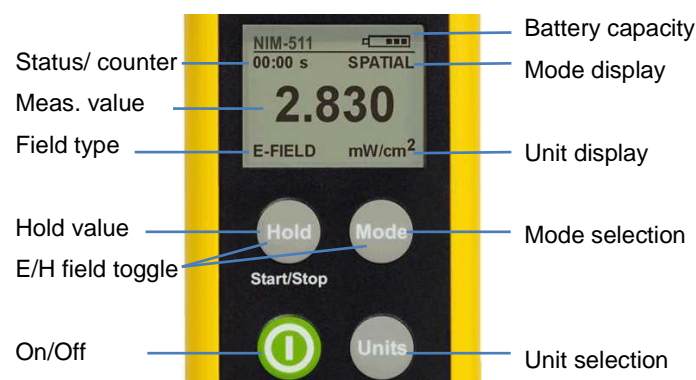 Battery capacity
NIM-511
Status/ counter
00:00 s SPATIAL
Mode display
Meas. value
2.830
Field type
E-FIELD mW/cm²
Unit display
Hold value
Hold Mode
Mode selection
E/H field toggle
Start/Stop
On/Off
Units
Unit selection